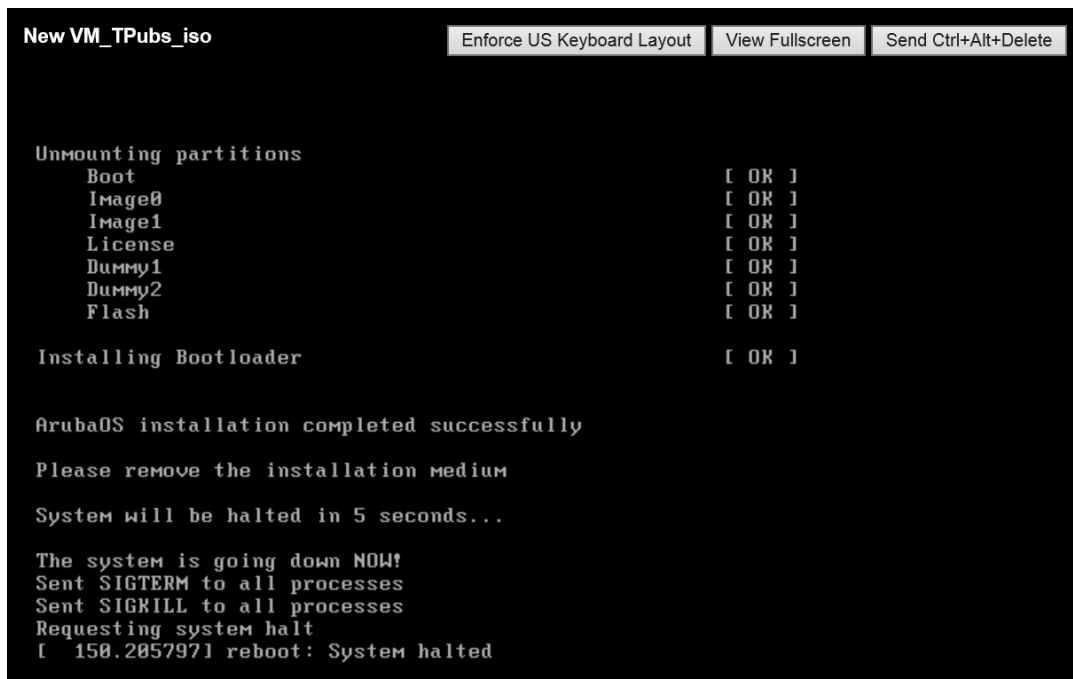 New VM_TPubs_iso Enforce US Keyboard Layout View Fullscreen Send Ctrl+Alt+Delete
Unmounting partitions
Boot [ OK ]
Image0 [ OK ]
Image1 [ OK ]
License [ OK ]
Dummy1 [ OK ]
Dummy2 [ OK ]
Flash [ OK ]
Installing Bootloader [ OK ]
ArubaOS installation completed successfully
Please remove the installation medium
System will be halted in 5 seconds...
The system is going down NOW!
Sent SIGTERM to all processes
Sent SIGKILL to all processes
Requesting system halt
[  150.205797] reboot: System halted